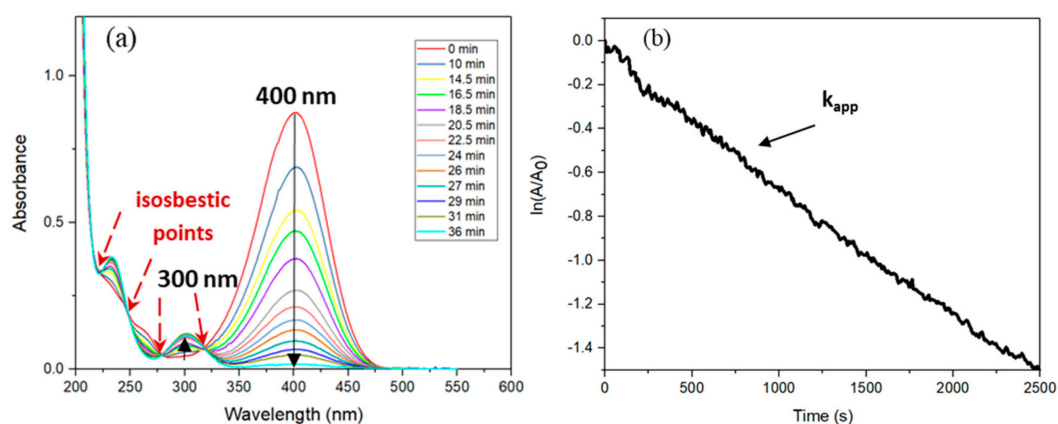 (a)
400 nm
isosbestic
points
300 nm
0 min
10 min
14.5 min
16.5 min
18.5 min
20.5 min
22.5 min
24 min
26 min
27 min
29 min
31 min
36 min
Absorbance
1.0
0.5
0.0
200 250 300 350 400 450 500 550 600
Wavelength (nm)
(b)
kapp
ln(A/A0)
0.0
-0.2
-0.4
-0.6
-0.8
-1.0
-1.2
-1.4
0 500 1000 1500 2000 2500
Time (s)